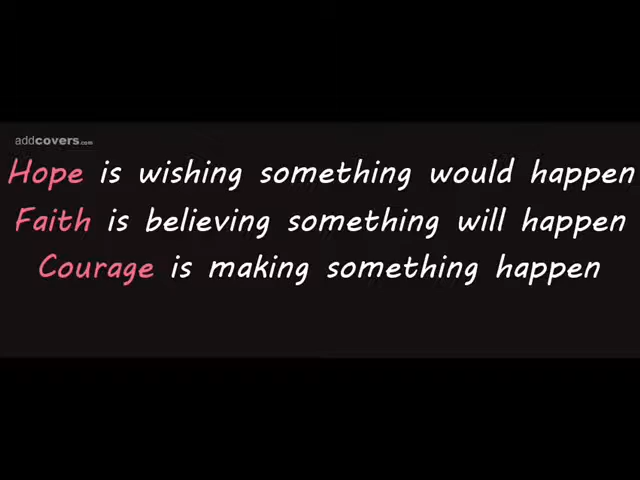 addcovers.com
Hope is wishing something would happen
Faith is believing something will happen
Courage is making something happen